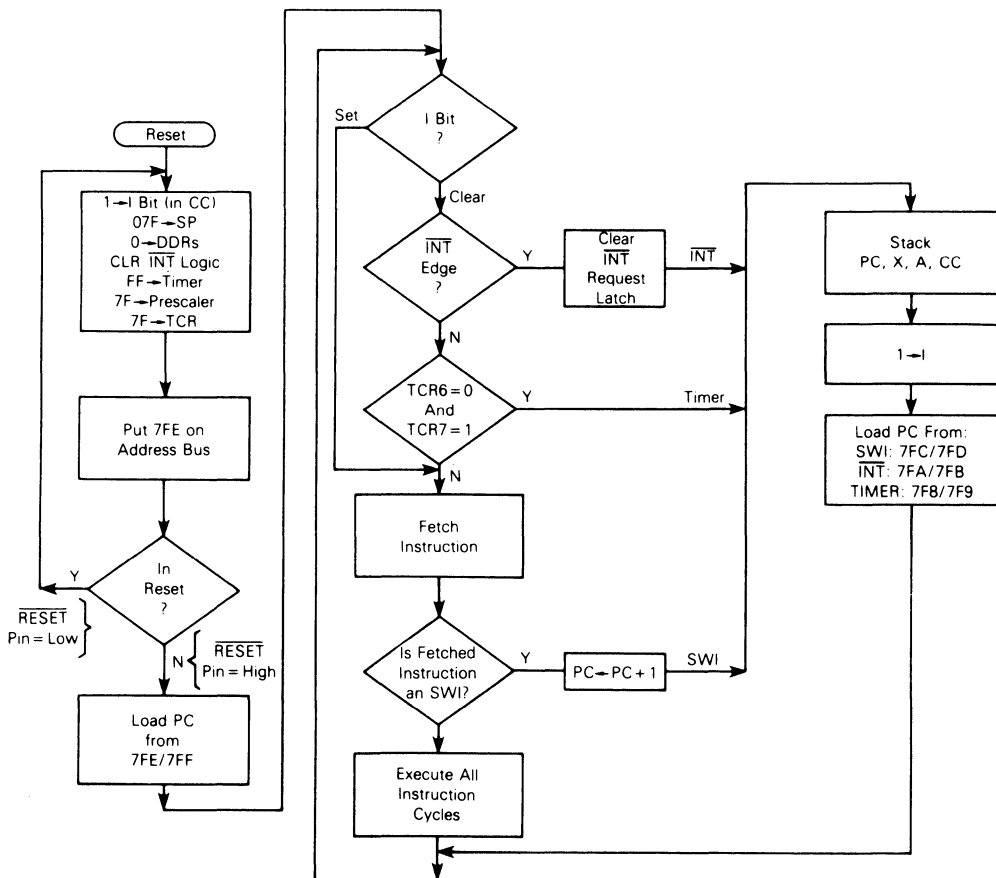 Reset
1→I Bit (in CC)
07F→SP
0→DDRs
CLR INT Logic
FF→Timer
7F→Prescaler
7F→TCR
Put 7FE on
Address Bus
In
Reset
?
Y
RESET
Pin = Low
N
RESET
Pin = High
Load PC
from
7FE/7FF
I Bit
?
Set
Clear
INT
Edge
?
Y
Clear
INT
Request
Latch
INT
N
TCR6 = 0
And
TCR7 = 1
Y
Timer
N
Fetch
Instruction
Is Fetched
Instruction
an SWI?
Y
PC←PC + 1
SWI
Execute All
Instruction
Cycles
Stack
PC, X, A, CC
1→I
Load PC From:
SWI: 7FC/7FD
INT: 7FA/7FB
TIMER: 7F8/7F9